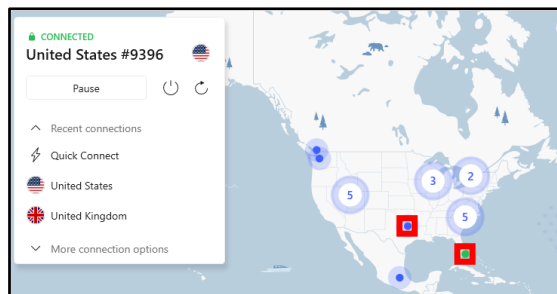 CONNECTED
United States #9396
Pause
Recent connections
Quick Connect
United States
United Kingdom
More connection options
5
3
2
5